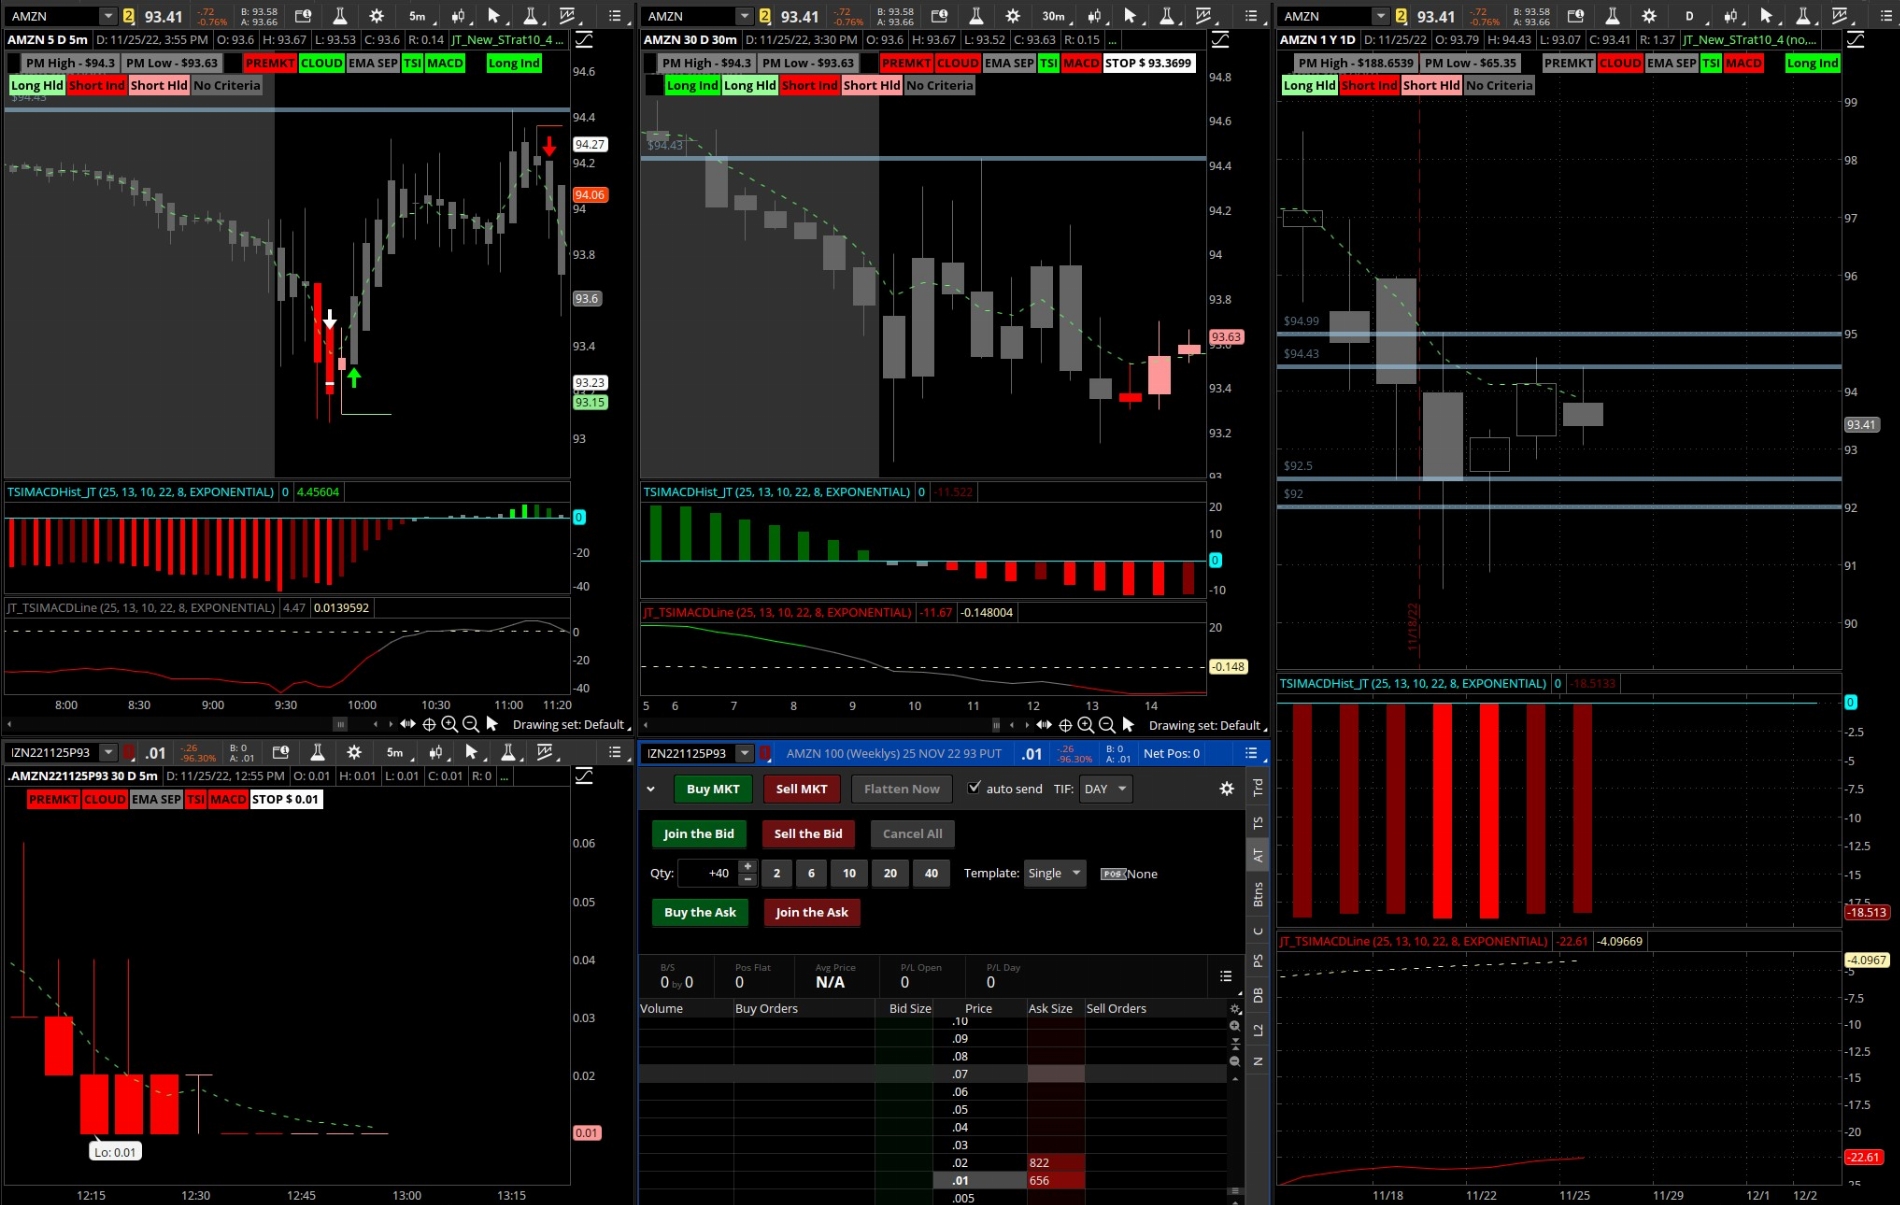 AMZN 2 93.41 -.72 -0.76% B: 93.58 A: 93.66 5m
AMZN 5 D 5m D: 11/25/22, 3:55 PM O: 93.6 H: 93.67 L: 93.53 C: 93.6 R: 0.14 JT_New_STrat10_4 ...
PM High - $94.3 PM Low - $93.63 PREMKT CLOUD EMA SEP TSI MACD Long Ind
Long Hld Short Ind Short Hld No Criteria
$94.43
94.6
94.4
94.27
94.2
94.06
94
93.8
93.6
93.4
93.23
93.15
93
TSIMACDHist_JT (25, 13, 10, 22, 8, EXPONENTIAL) 0 4.45604
0
-20
-40
JT_TSIMACDLine (25, 13, 10, 22, 8, EXPONENTIAL) 4.47 0.0139592
0
-20
-40
8:00 8:30 9:00 9:30 10:00 10:30 11:00 11:20
Drawing set: Default
AMZN 2 93.41 -.72 -0.76% B: 93.58 A: 93.66 30m
AMZN 30 D 30m D: 11/25/22, 3:30 PM O: 93.6 H: 93.67 L: 93.52 C: 93.63 R: 0.15 ...
PM High - $94.3 PM Low - $93.63 PREMKT CLOUD EMA SEP TSI MACD STOP $ 93.3699
Long Ind Long Hld Short Ind Short Hld No Criteria
$94.43
94.8
94.6
94.4
94.2
94
93.8
93.63
93.4
93.2
93
TSIMACDHist_JT (25, 13, 10, 22, 8, EXPONENTIAL) 0 -11.522
20
10
0
-10
JT_TSIMACDLine (25, 13, 10, 22, 8, EXPONENTIAL) -11.67 -0.148004
20
-0.148
5 6 7 8 9 10 11 12 13 14
Drawing set: Default
AMZN 2 93.41 -.72 -0.76% B: 93.58 A: 93.66 D
AMZN 1 Y 1D D: 11/25/22 O: 93.79 H: 94.43 L: 93.07 C: 93.41 R: 1.37 JT_New_STrat10_4 (no,...
PM High - $188.6539 PM Low - $65.35 PREMKT CLOUD EMA SEP TSI MACD Long Ind
Long Hld Short Ind Short Hld No Criteria
99
98
97
96
$94.99
95
$94.43
94
93.41
93
$92.5
$92
92
91
90
11/18/22
TSIMACDHist_JT (25, 13, 10, 22, 8, EXPONENTIAL) 0 -18.5133
0
-2.5
-5
-7.5
-10
-12.5
-15
-18.513
JT_TSIMACDLine (25, 13, 10, 22, 8, EXPONENTIAL) -22.61 -4.09669
-4.0967
-5
-7.5
-10
-12.5
-15
-17.5
-20
-22.61
25
11/18 11/22 11/25 11/29 12/1 12/2
IZN221125P93 .01 -.26 -96.30% B: 0 A: .01 5m
.AMZN221125P93 30 D 5m D: 11/25/22, 12:55 PM O: 0.01 H: 0.01 L: 0.01 C: 0.01 R: 0 ...
PREMKT CLOUD EMA SEP TSI MACD STOP $ 0.01
0.06
0.05
0.04
0.03
0.02
0.01
Lo: 0.01
12:15 12:30 12:45 13:00 13:15
IZN221125P93 AMZN 100 (Weeklys) 25 NOV 22 93 PUT .01 -.26 -96.30% B: 0 A: .01 Net Pos: 0
Buy MKT Sell MKT Flatten Now auto send TIF: DAY
Join the Bid Sell the Bid Cancel All
Qty: +40 2 6 10 20 40 Template: Single POS None
Buy the Ask Join the Ask
B/S Pos Flat Avg Price P/L Open P/L Day
0 by 0 0 N/A 0 0
Volume Buy Orders Bid Size Price Ask Size Sell Orders
.10
.09
.08
.07
.06
.05
.04
.03
.02 822
.01 656
.005
Trd
TS
AT
Btns
C
PS
DB
L2
N